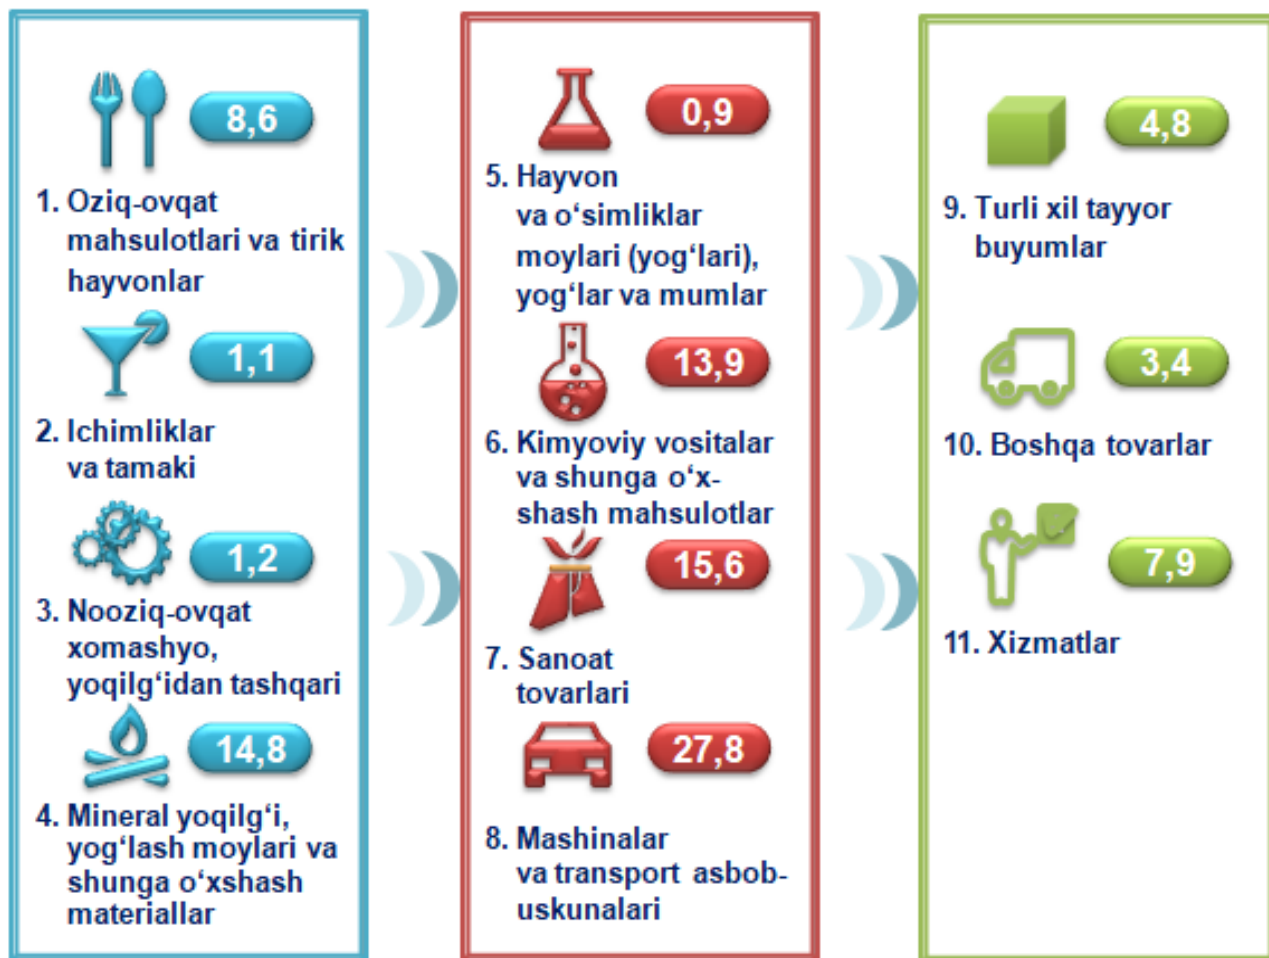 8,6
1. Oziq-ovqat
mahsulotlari va tirik
hayvonlar
1,1
2. Ichimliklar
va tamaki
1,2
3. Nooziq-ovqat
xomashyo,
yoqilg‘idan tashqari
14,8
4. Mineral yoqilg‘i,
yog‘lash moylari va
shunga o‘xshash
materiallar
0,9
5. Hayvon
va o‘simliklar
moylari (yog‘lari),
yog‘lar va mumlar
13,9
6. Kimyoviy vositalar
va shunga o‘x-
shash mahsulotlar
15,6
7. Sanoat
tovarlari
27,8
8. Mashinalar
va transport asbob-
uskunalari
4,8
9. Turli xil tayyor
buyumlar
3,4
10. Boshqa tovarlar
7,9
11. Xizmatlar